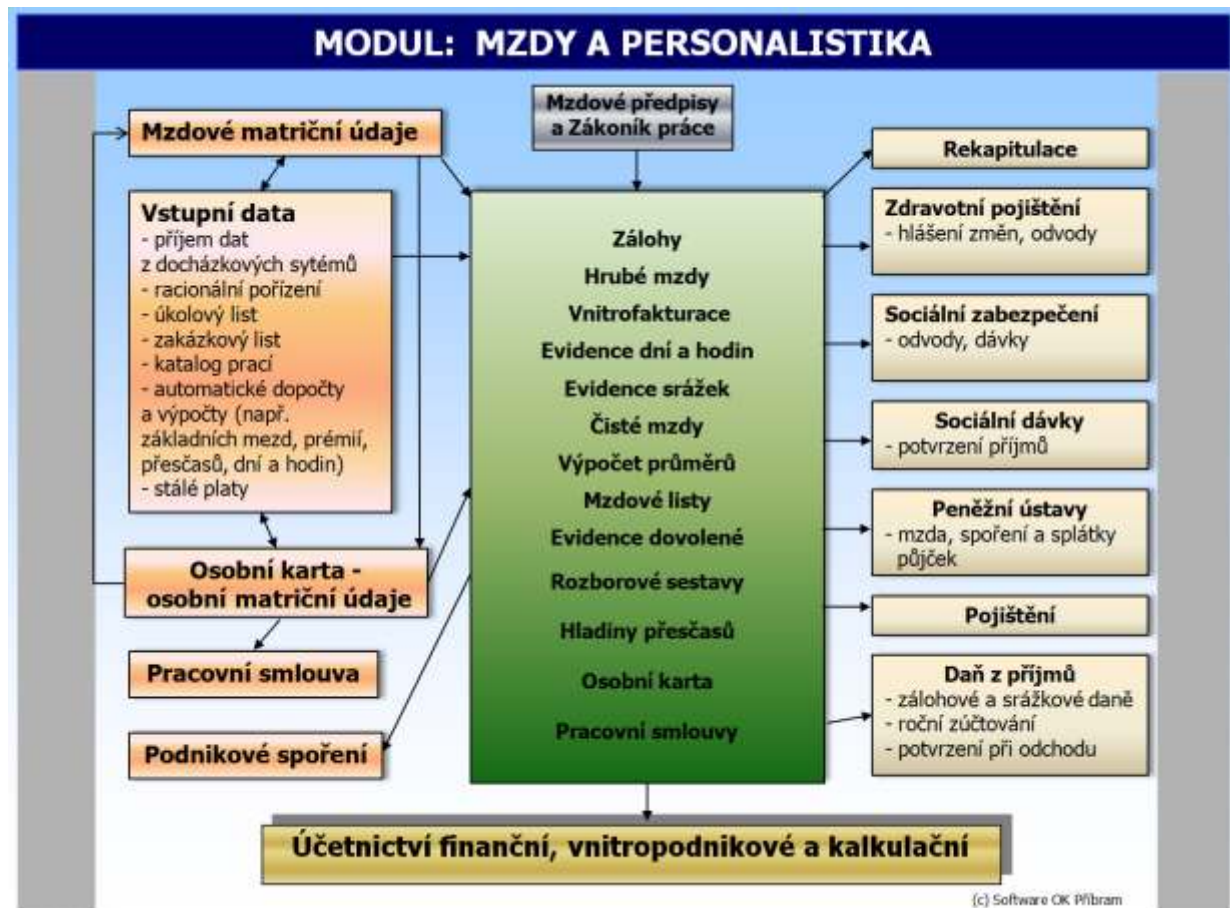 MODUL: MZDY A PERSONALISTIKA
Mzdové předpisy
a Zákoník práce
Mzdové matriční údaje
Vstupní data
- příjem dat
z docházkových sytémů
- racionální pořízení
- úkolový list
- zakázkový list
- katalog prací
- automatické dopočty
a výpočty (např.
základních mezd, prémií,
přesčasů, dní a hodin)
- stálé platy
Osobní karta -
osobní matriční údaje
Pracovní smlouva
Podnikové spoření
Zálohy
Hrubé mzdy
Vnitrofakturace
Evidence dní a hodin
Evidence srážek
Čisté mzdy
Výpočet průměrů
Mzdové listy
Evidence dovolené
Rozborové sestavy
Hladiny přesčasů
Osobní karta
Pracovní smlouvy
Rekapitulace
Zdravotní pojištění
- hlášení změn, odvody
Sociální zabezpečení
- odvody, dávky
Sociální dávky
- potvrzení příjmů
Peněžní ústavy
- mzda, spoření a splátky
půjček
Pojištění
Daň z příjmů
- zálohové a srážkové daně
- roční zúčtování
- potvrzení při odchodu
Účetnictví finanční, vnitropodnikové a kalkulační
(c) Software OK Příbram